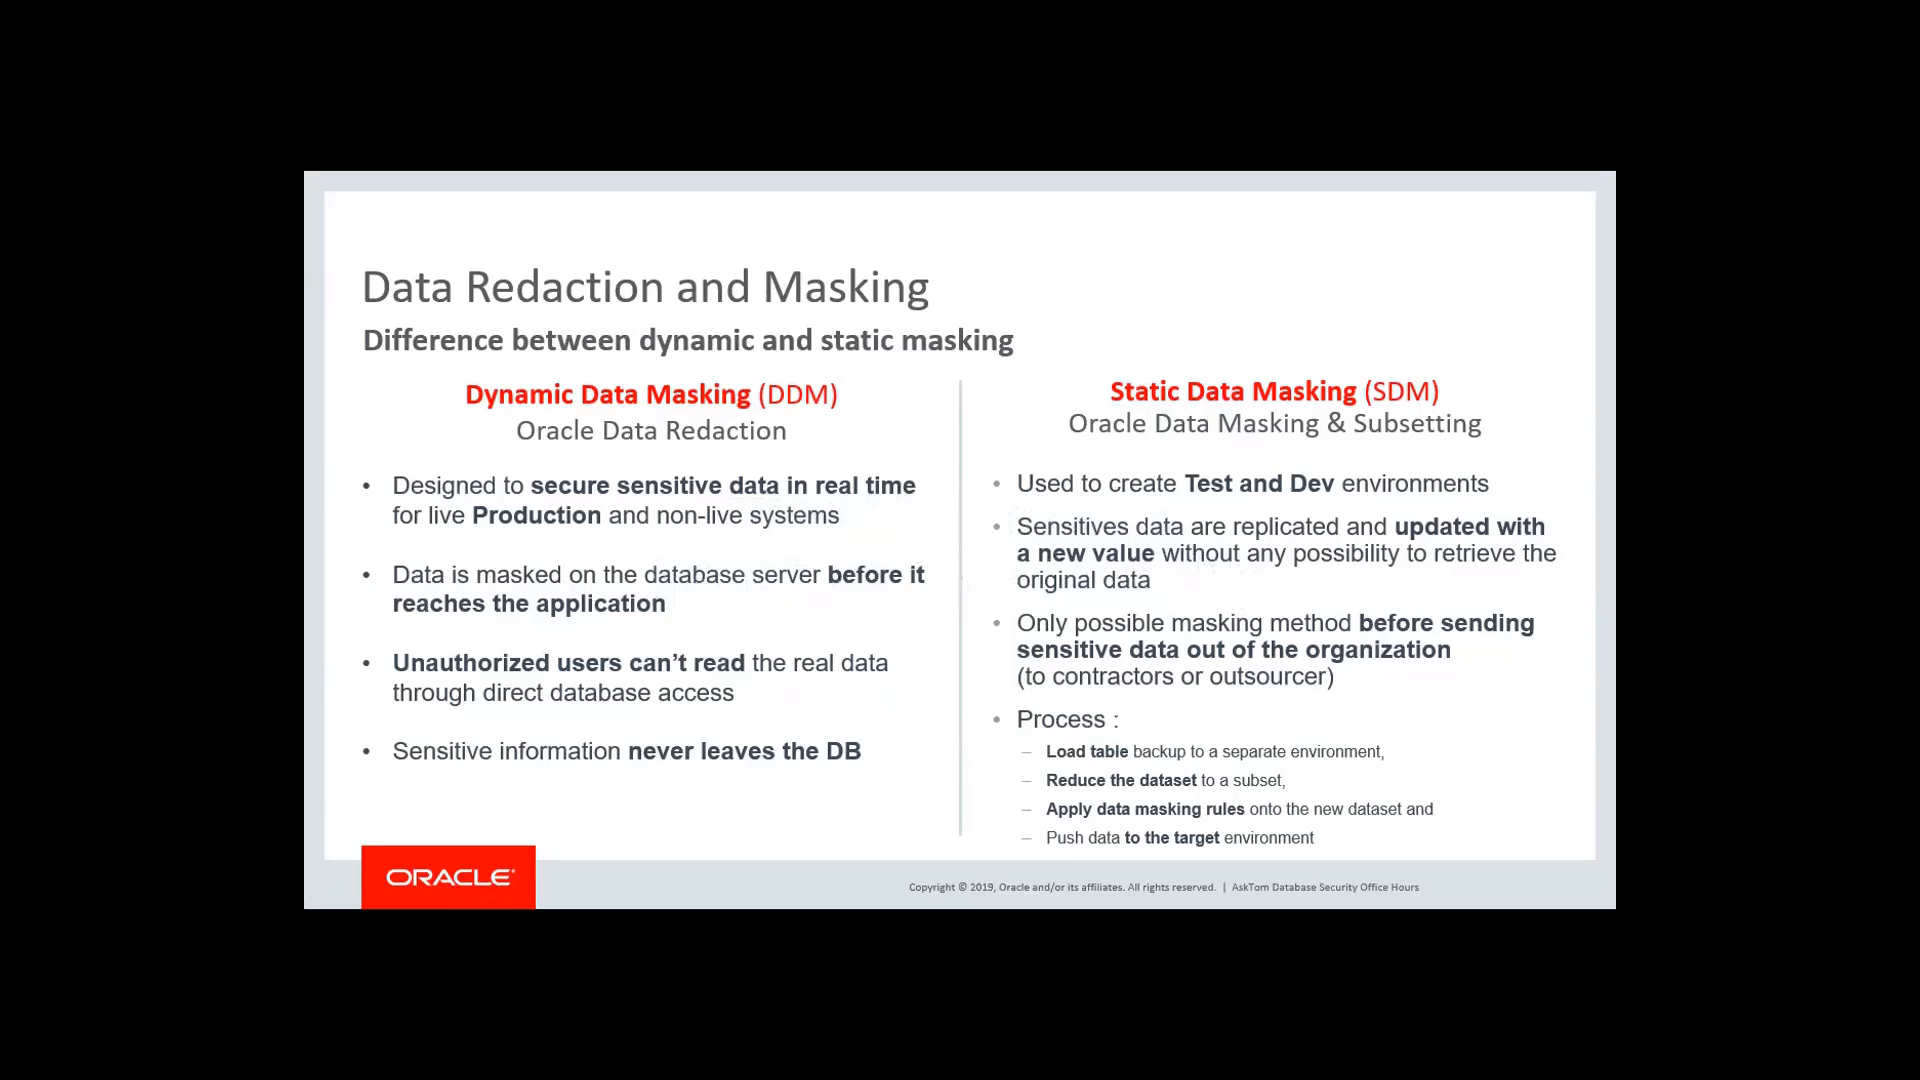 Data Redaction and Masking
Difference between dynamic and static masking
Dynamic Data Masking (DDM)
Oracle Data Redaction
• Designed to secure sensitive data in real time
for live Production and non-live systems
• Data is masked on the database server before it
reaches the application
• Unauthorized users can't read the real data
through direct database access
• Sensitive information never leaves the DB
Static Data Masking (SDM)
Oracle Data Masking & Subsetting
• Used to create Test and Dev environments
• Sensitives data are replicated and updated with
a new value without any possibility to retrieve the
original data
• Only possible masking method before sending
sensitive data out of the organization
(to contractors or outsourcer)
• Process :
– Load table backup to a separate environment,
– Reduce the dataset to a subset,
– Apply data masking rules onto the new dataset and
– Push data to the target environment
ORACLE
Copyright © 2019, Oracle and/or its affiliates. All rights reserved. | AskTom Database Security Office Hours